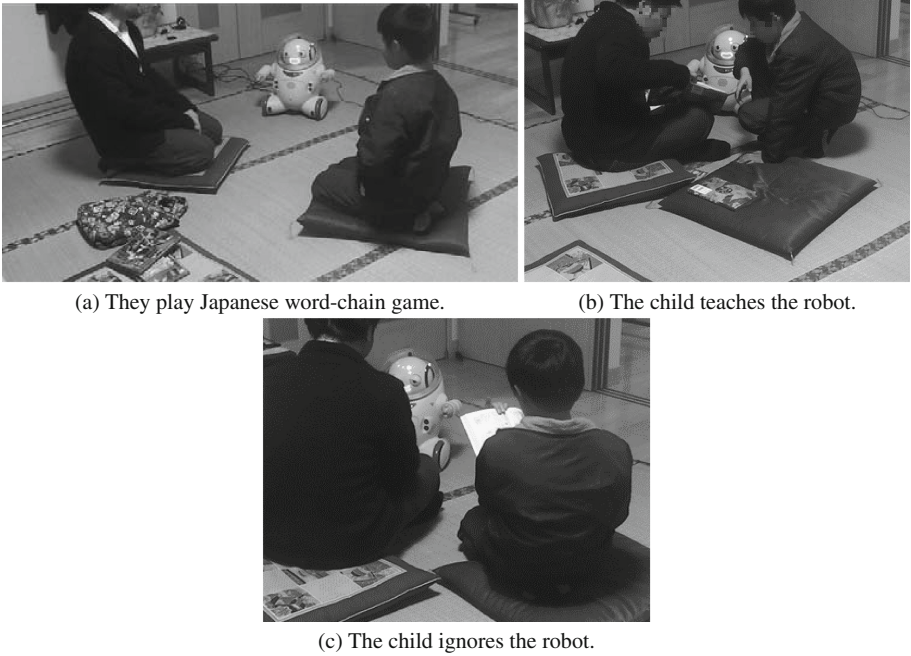 (a) They play Japanese word-chain game.
(b) The child teaches the robot.
(c) The child ignores the robot.